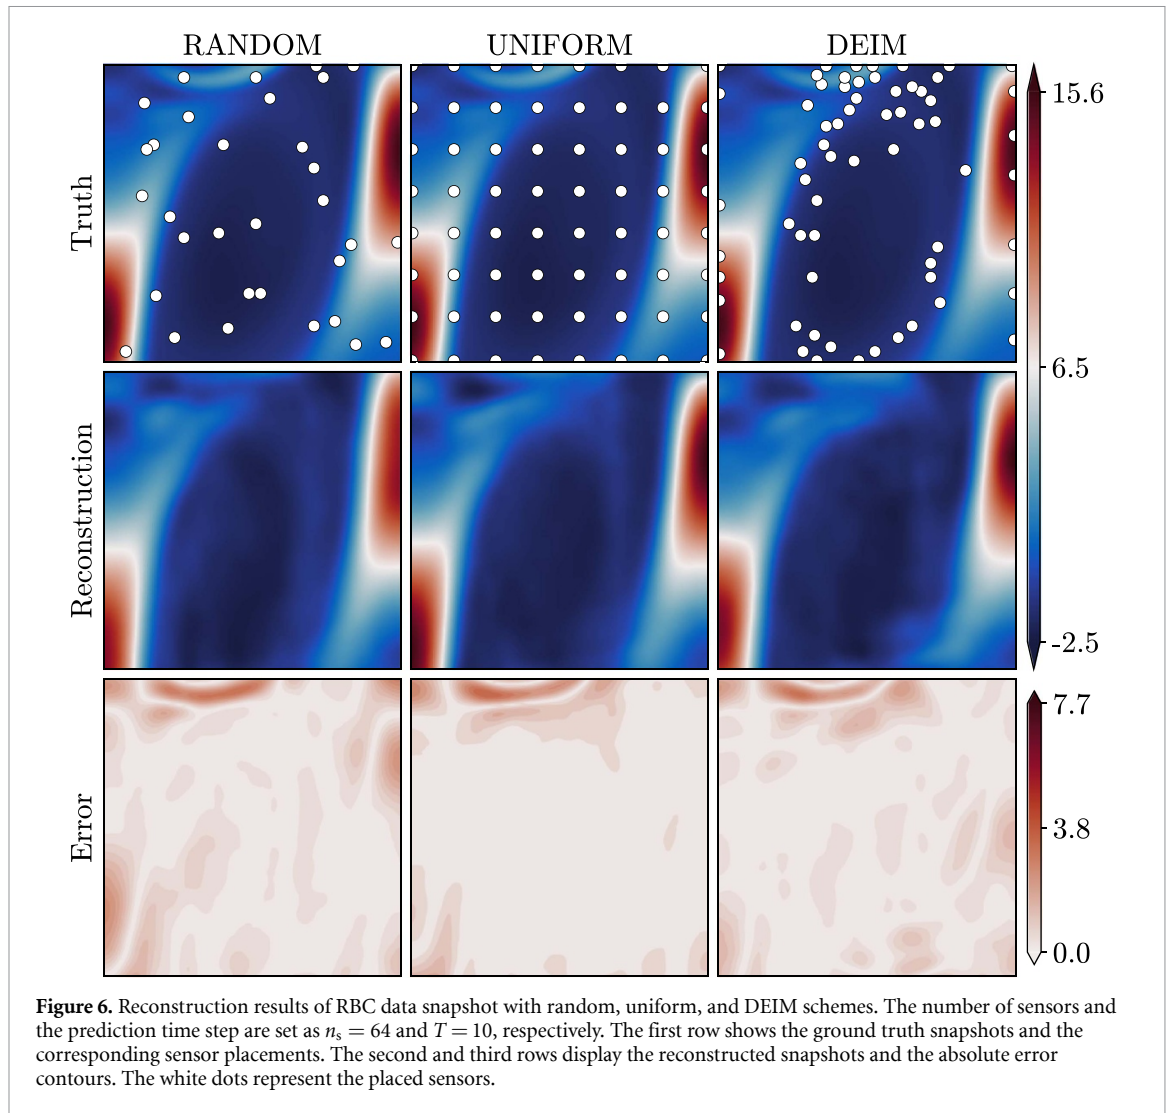 RANDOM UNIFORM DEIM
Truth
15.6
6.5
-2.5
Reconstruction
Error
7.7
3.8
0.0
Figure 6. Reconstruction results of RBC data snapshot with random, uniform, and DEIM schemes. The number of sensors and
the prediction time step are set as nₛ = 64 and T = 10, respectively. The first row shows the ground truth snapshots and the
corresponding sensor placements. The second and third rows display the reconstructed snapshots and the absolute error
contours. The white dots represent the placed sensors.